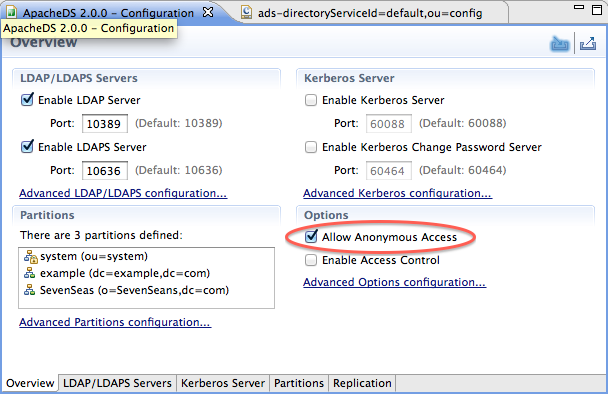 ApacheDS 2.0.0 - Configuration
ads-directoryServiceId=default,ou=config
ApacheDS 2.0.0 - Configuration
Overview
LDAP/LDAPS Servers
Enable LDAP Server
Port: 10389 (Default: 10389)
Enable LDAPS Server
Port: 10636 (Default: 10636)
Advanced LDAP/LDAPS configuration...
Kerberos Server
Enable Kerberos Server
Port: 60088 (Default: 60088)
Enable Kerberos Change Password Server
Port: 60464 (Default: 60464)
Advanced Kerberos configuration...
Partitions
There are 3 partitions defined:
system (ou=system)
example (dc=example,dc=com)
SevenSeas (o=SevenSeans,dc=com)
Advanced Partitions configuration...
Options
Allow Anonymous Access
Enable Access Control
Advanced Options configuration...
Overview LDAP/LDAPS Servers Kerberos Server Partitions Replication